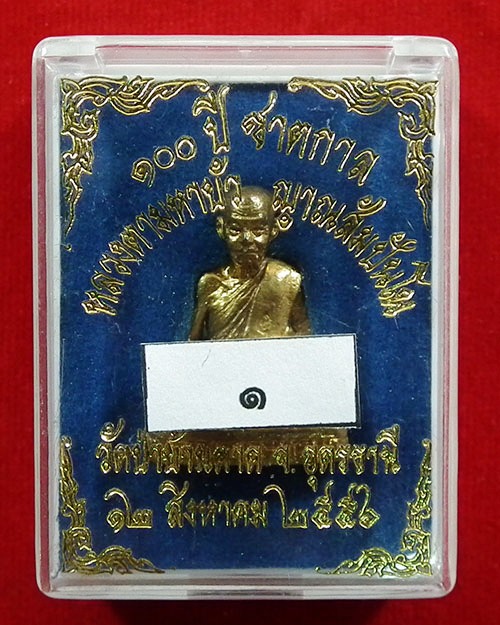 ๑๐๐ ปี ชาตกาล
หลวงตามหาบัว ญาณสัมปันโน
๑
วัดป่าบ้านตาด จ.อุดรธานี
๑๒ สิงหาคม ๒๕๕๖